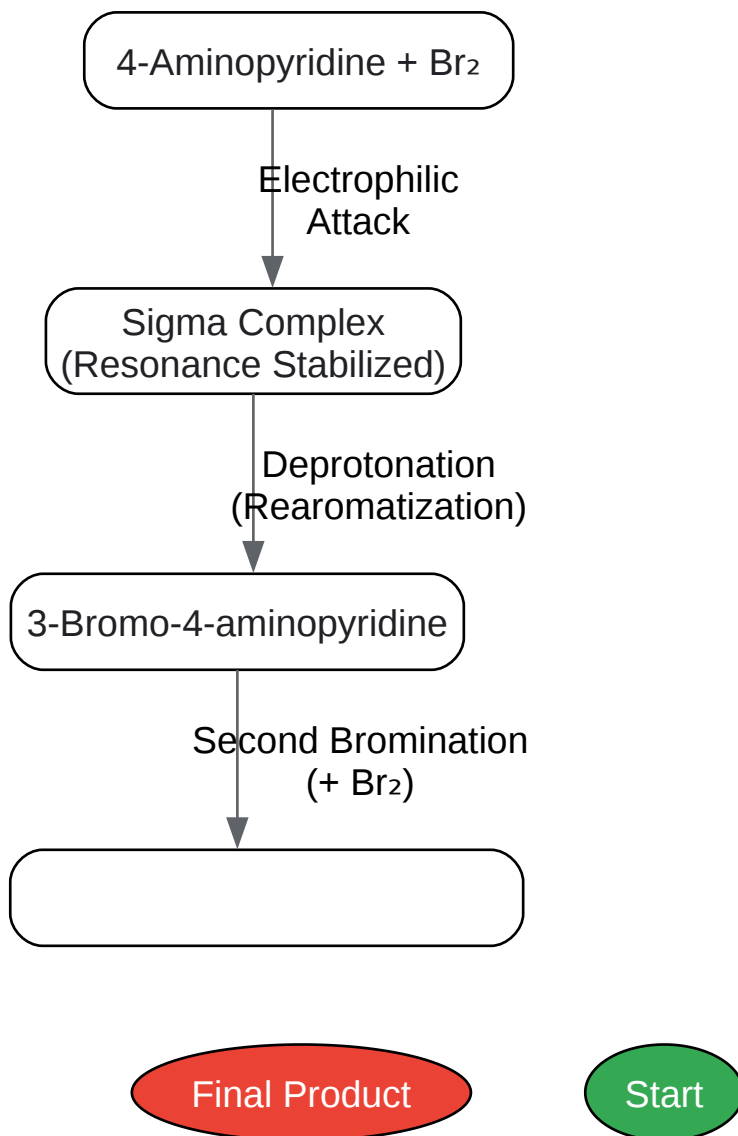 4-Aminopyridine + Br₂
Electrophilic
Attack
Sigma Complex
(Resonance Stabilized)
Deprotonation
(Rearomatization)
3-Bromo-4-aminopyridine
Second Bromination
(+ Br₂)
Final Product
Start